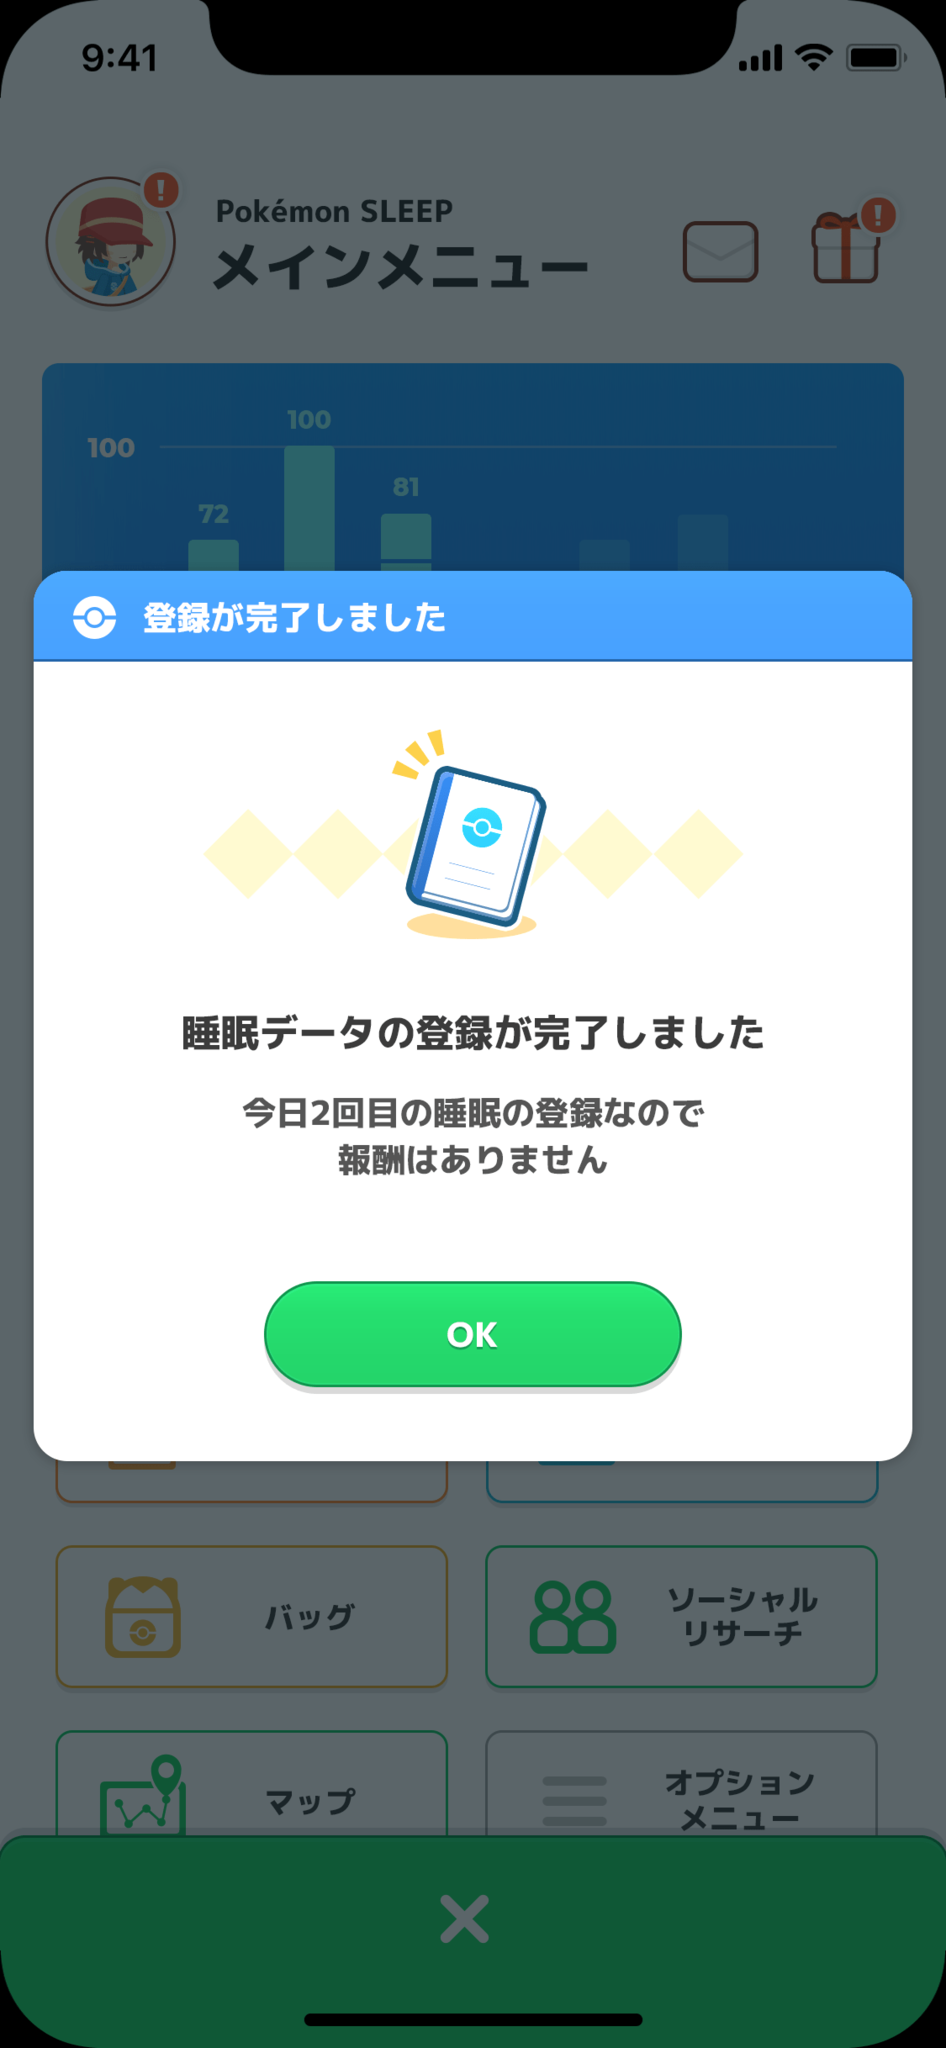 9:41
Pokémon SLEEP
メインメニュー
100
100
81
72
登録が完了しました
睡眠データの登録が完了しました
今日2回目の睡眠の登録なので
報酬はありません
OK
バッグ
ソーシャル
リサーチ
マップ
オプション
メニュー